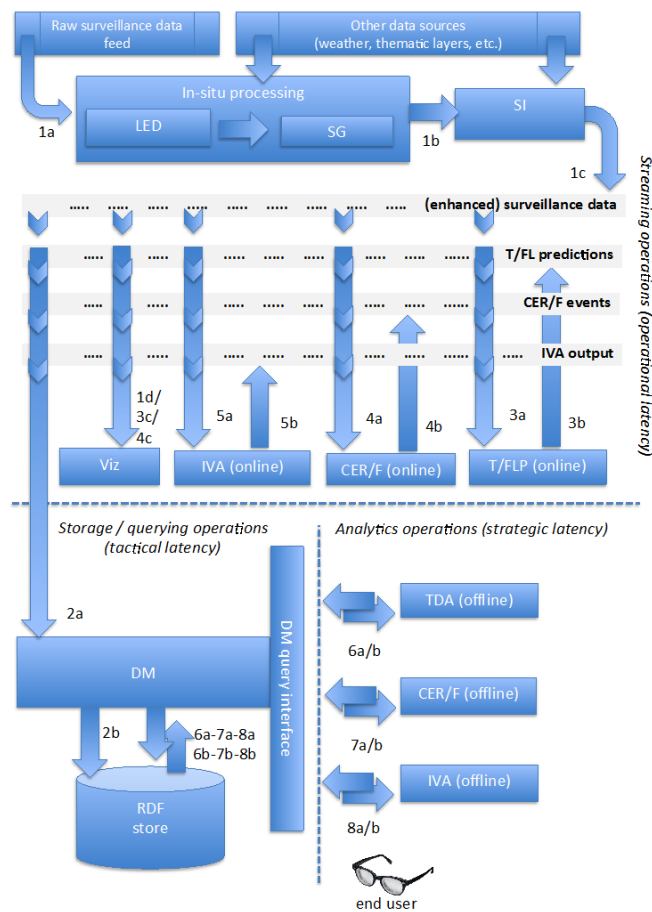 Raw surveillance data
feed
Other data sources
(weather, thematic layers, etc.)
In-situ processing
LED
SG
SI
1a
1b
1c
Streaming operations (operational latency)
..... ..... ..... ..... ..... ..... ..... ..... ..... (enhanced) surveillance data
..... ..... ..... ..... ..... ..... ..... ..... ..... T/FL predictions
..... ..... ..... ..... ..... ..... ..... ..... ..... CER/F events
..... ..... ..... ..... ..... ..... ..... ..... ..... ..... ..... ..... IVA output
1d/
3c/
4c
5a
5b
4a
4b
3a
3b
Viz
IVA (online)
CER/F (online)
T/FLP (online)
Storage / querying operations
(tactical latency)
Analytics operations (strategic latency)
2a
DM
DM query interface
2b
6a-7a-8a
6b-7b-8b
RDF
store
TDA (offline)
6a/b
CER/F (offline)
7a/b
IVA (offline)
8a/b
end user